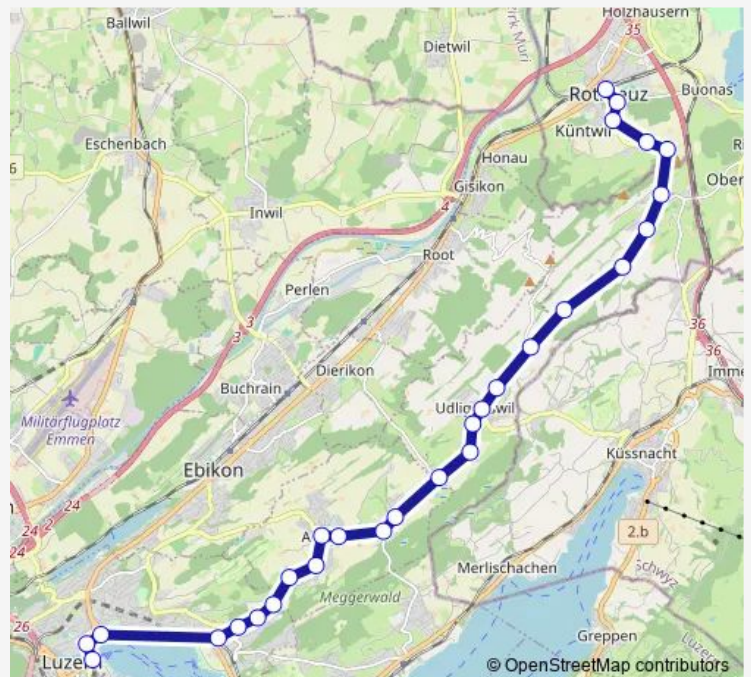 Ballwil
Holzhausern
35
Dietwil
Buonas
Küntwil
Eschenbach
Honau
6
Gisikon
Ober
4
Inwil
Root
Perlen
3
3
36
36
Dierikon
Imme
Buchrain
Militärflugplatz
Emmen
Küssnacht
Ebikon
24
24
2
24
2.b
Merlischachen
Schwyz
Meggerwald
26
Greppen
© OpenStreetMap contributors